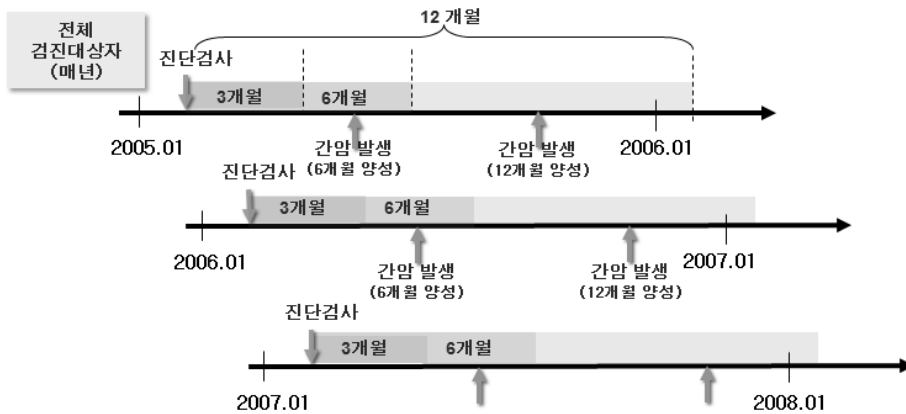 12 개월
전체
검진대상자
(매년)
진단검사
3개월
6개월
2005.01
간암 발생
(6개월 양성)
간암 발생
(12개월 양성)
2006.01
진단검사
3개월
6개월
2006.01
간암 발생
(6개월 양성)
간암 발생
(12개월 양성)
2007.01
진단검사
3개월
6개월
2007.01
2008.01